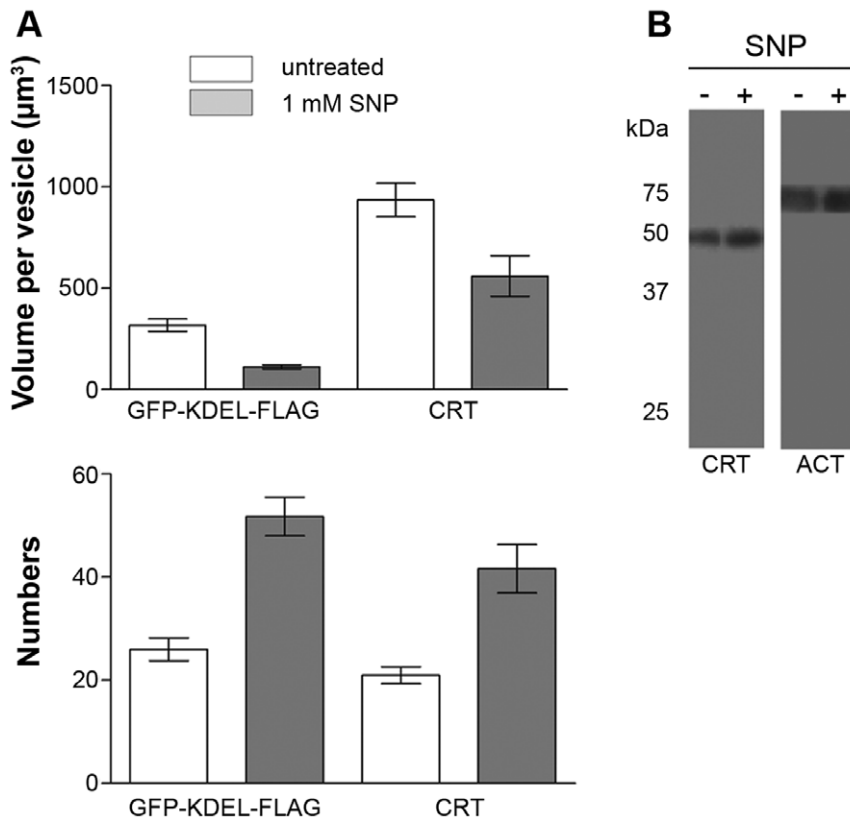 A
Volume per vesicle (µm³)
1500
1000
500
0
untreated
1 mM SNP
GFP-KDEL-FLAG
CRT
Numbers
60
40
20
0
GFP-KDEL-FLAG
CRT
B
SNP
- + - +
kDa
75
50
37
25
CRT
ACT